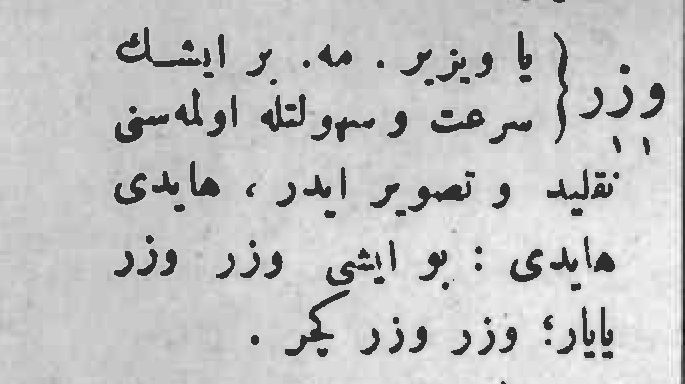 وزر { یا ویزیر . مه. بر ایشك
〃 سرعت و سهولتله اولمه‌سنی
تقلید و تصویر ایدر ، هایدی
هایدی : بو ایشی وزر وزر
یاپار؛ وزر وزر كچر .